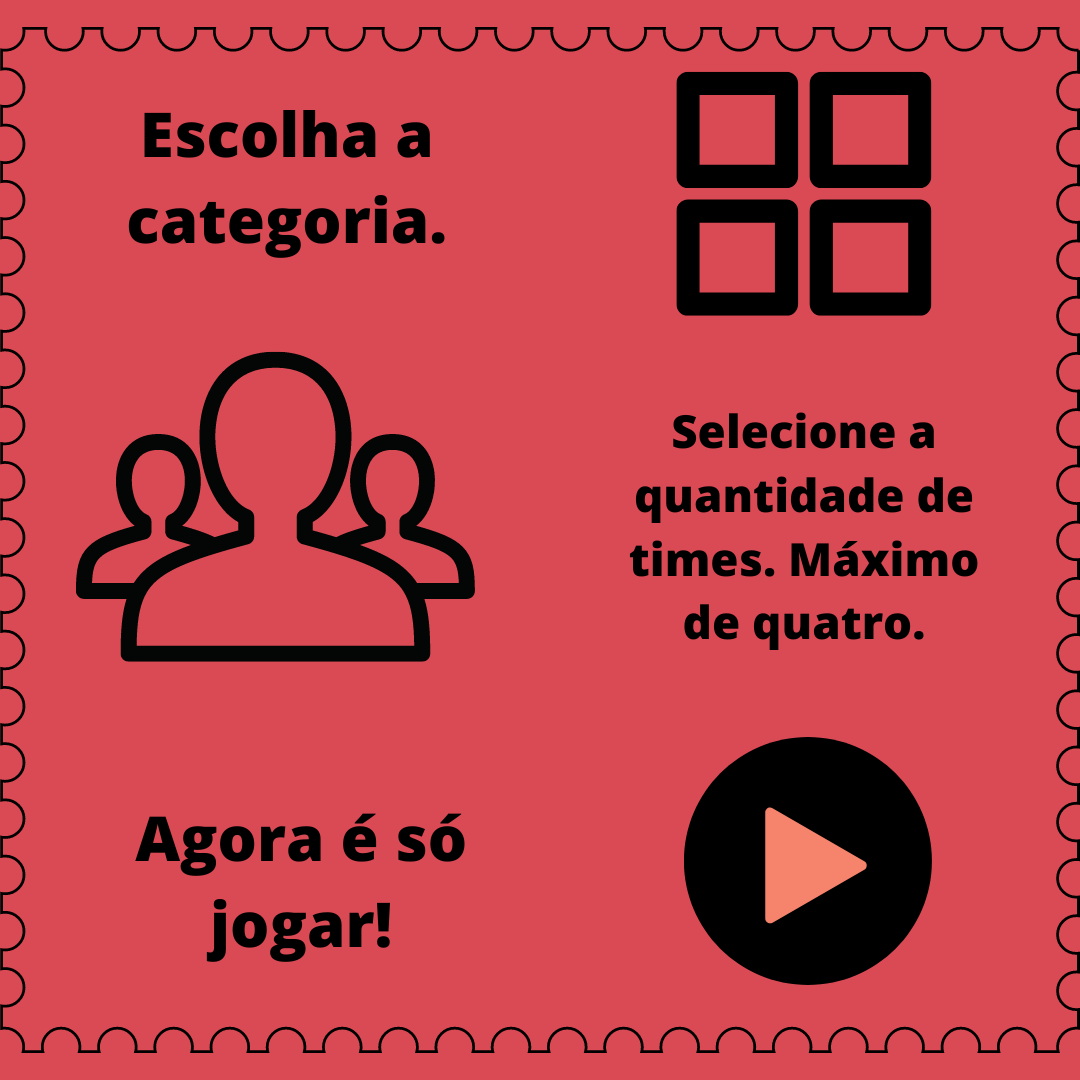 Escolha a
categoria.
Selecione a
quantidade de
times. Máximo
de quatro.
Agora é só
jogar!